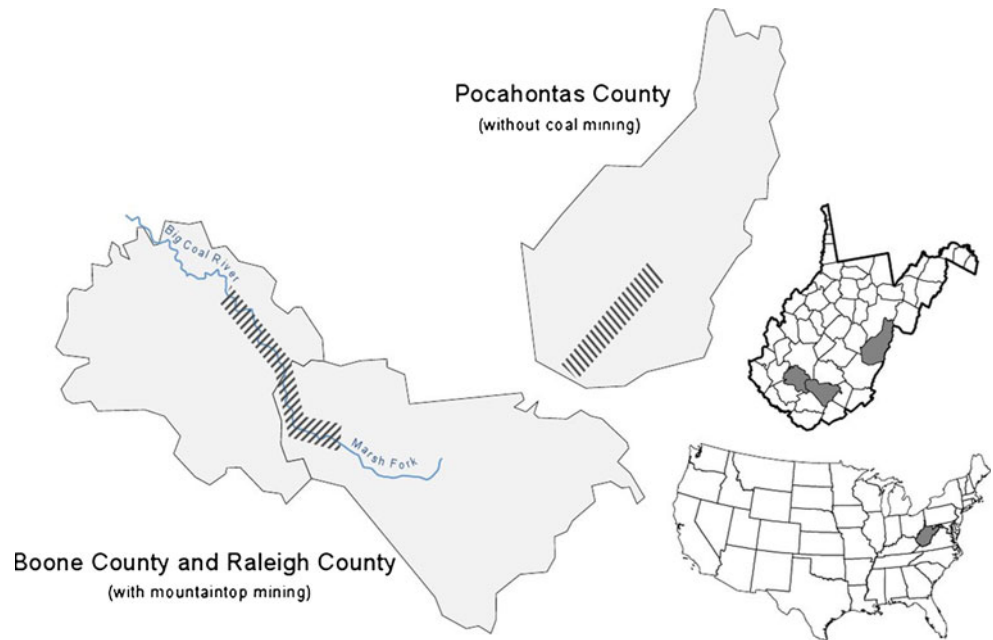 Pocahontas County
(without coal mining)
Big Coal River
Marsh Fork
Boone County and Raleigh County
(with mountaintop mining)